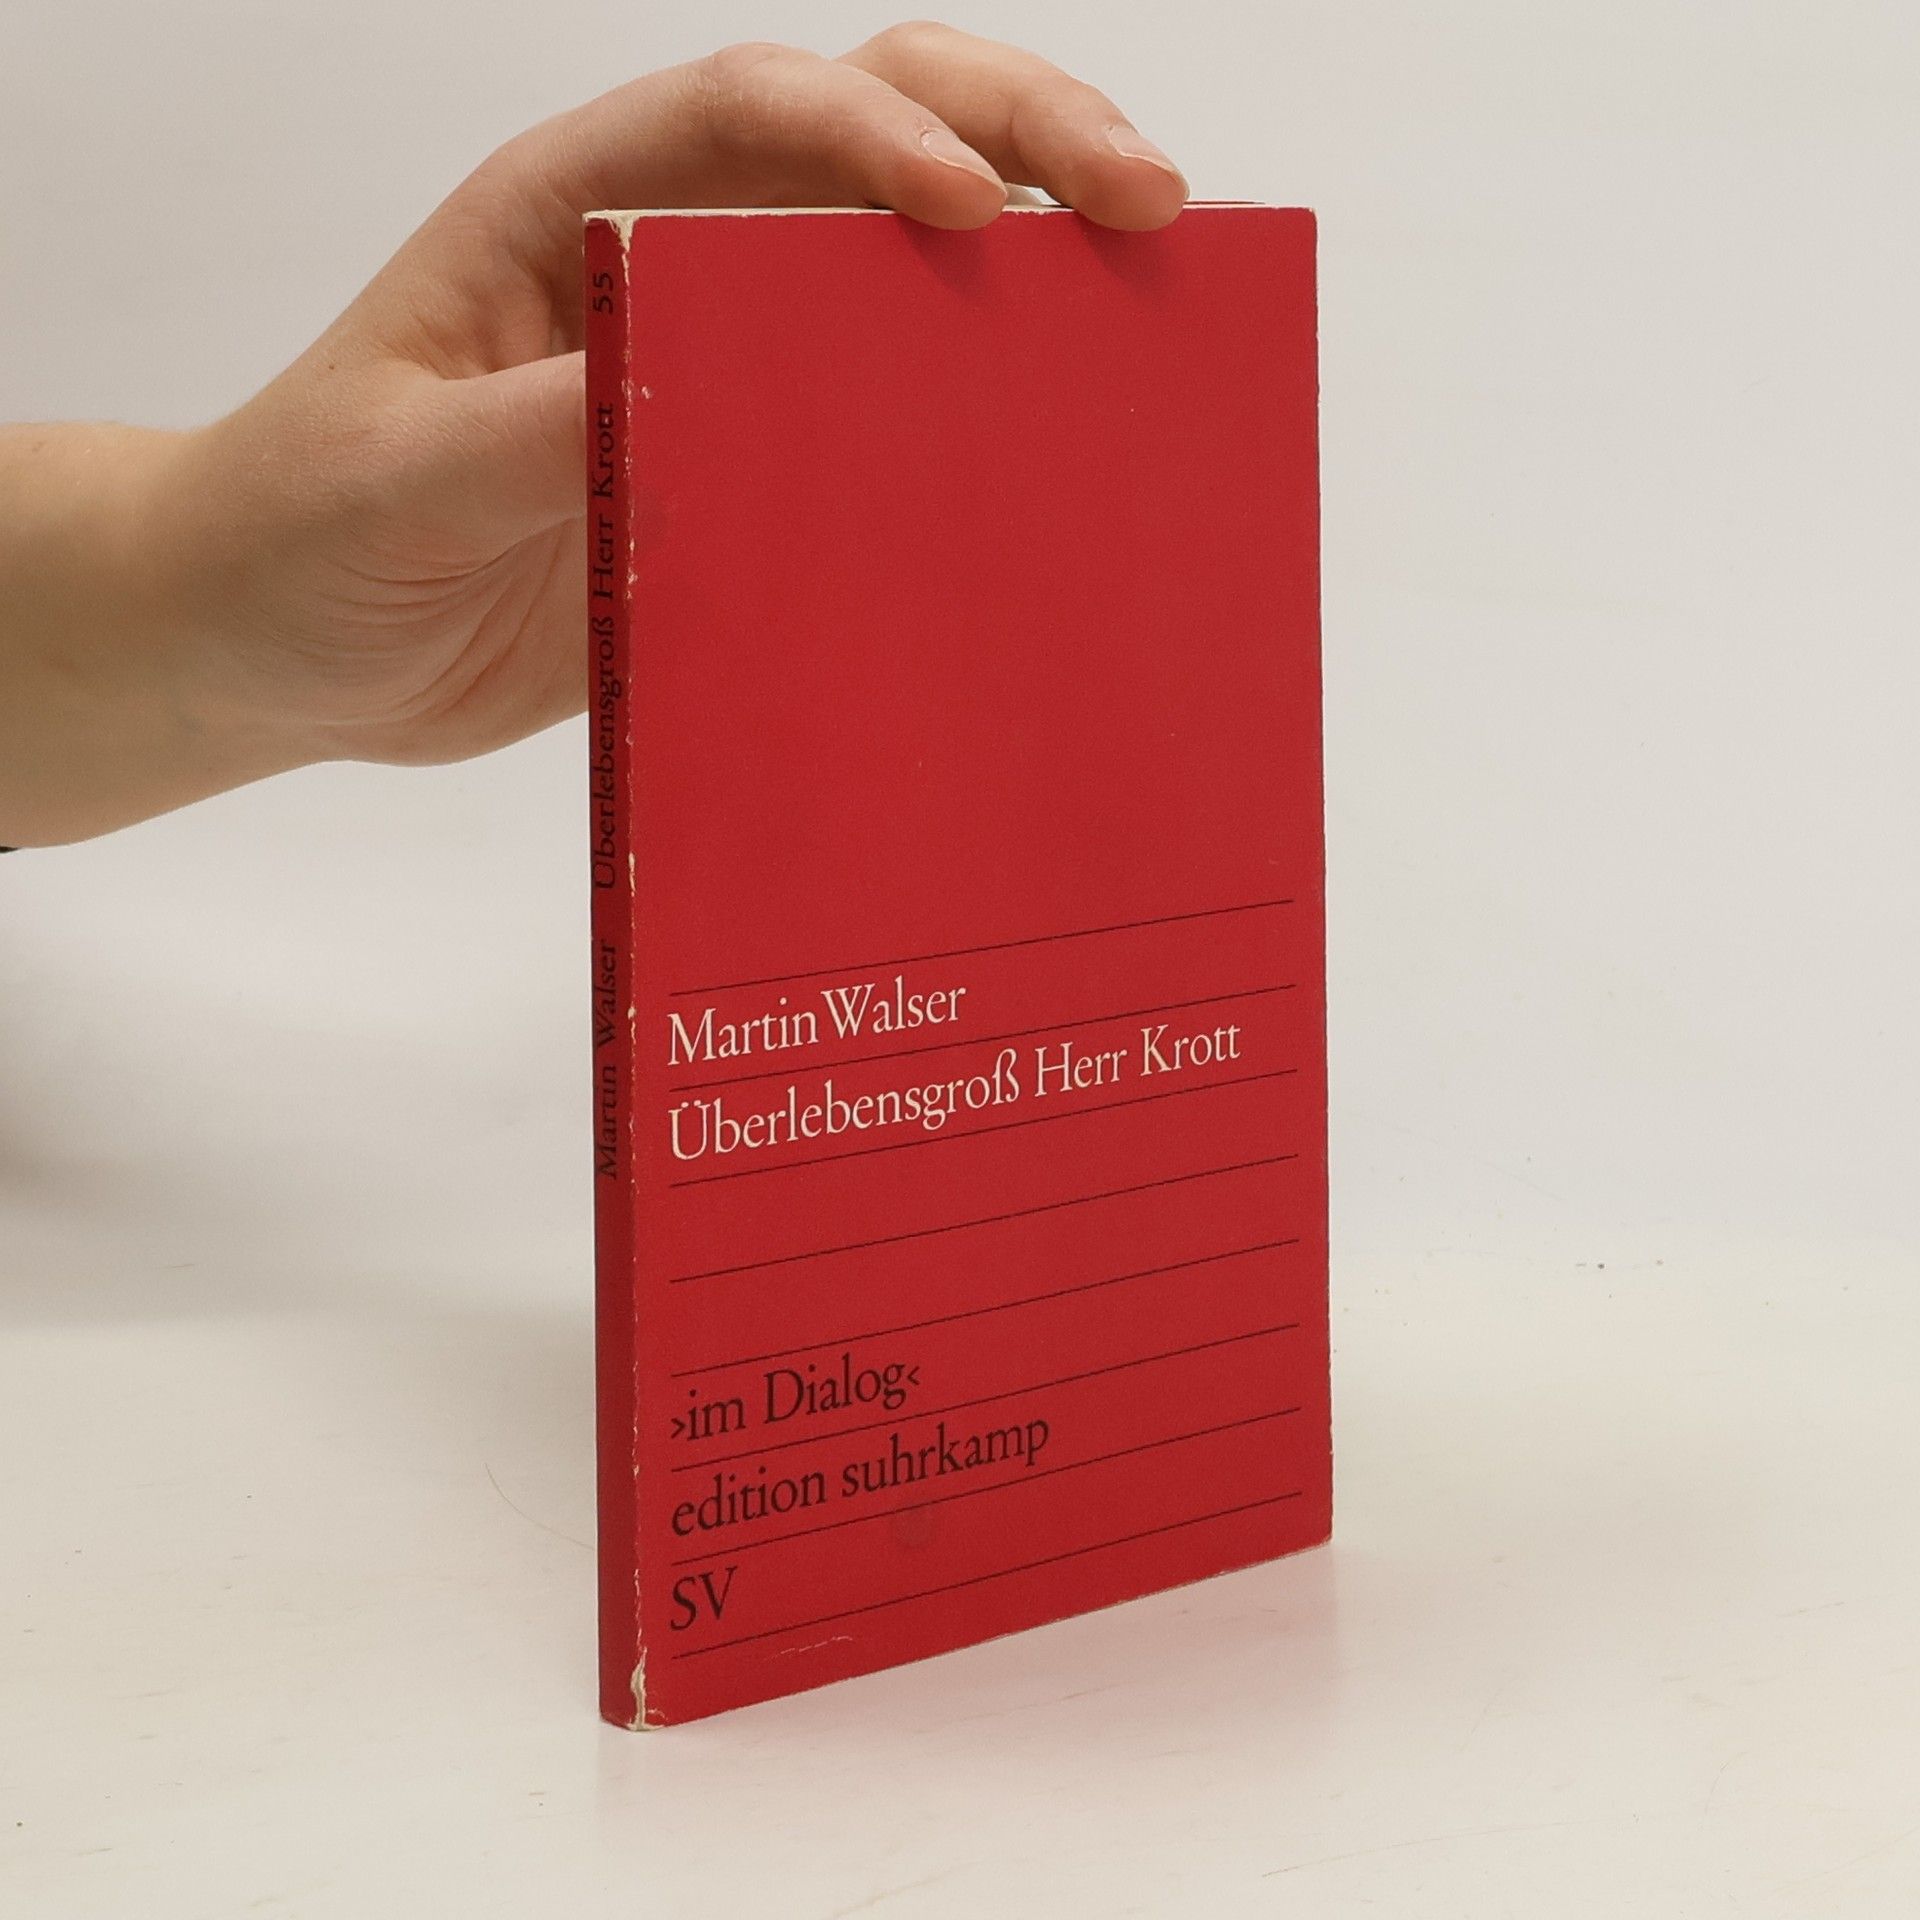 Martin Walser Überlebensgroß Herr Krott 55
Martin Walser
Überlebensgroß Herr Krott
›im Dialog‹
edition suhrkamp
SV